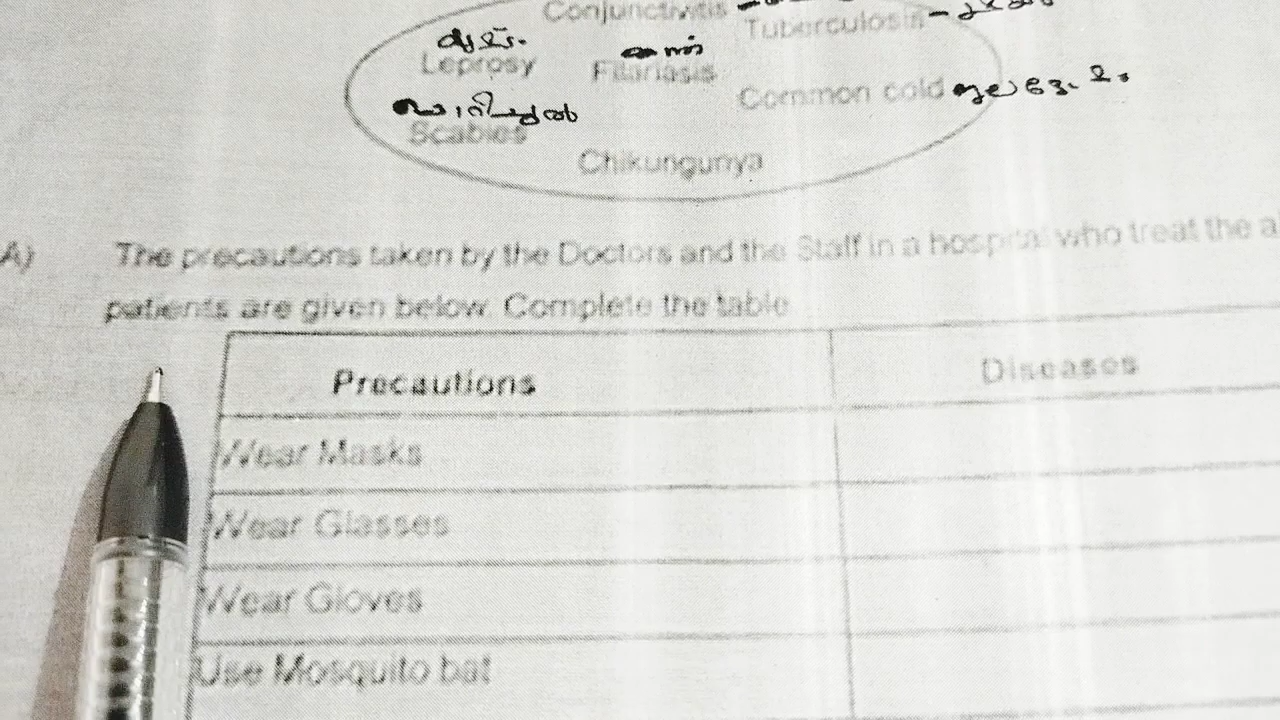 Conjunctivitis
Tuberculosis -
Leprosy Filariasis
Common cold
Scabies
Chikungunya
A) The precautions taken by the Doctors and the Staff in a hospital who treat the a
patients are given below. Complete the table
Precautions Diseases
Wear Masks
Wear Glasses
Wear Gloves
Use Mosquito bat